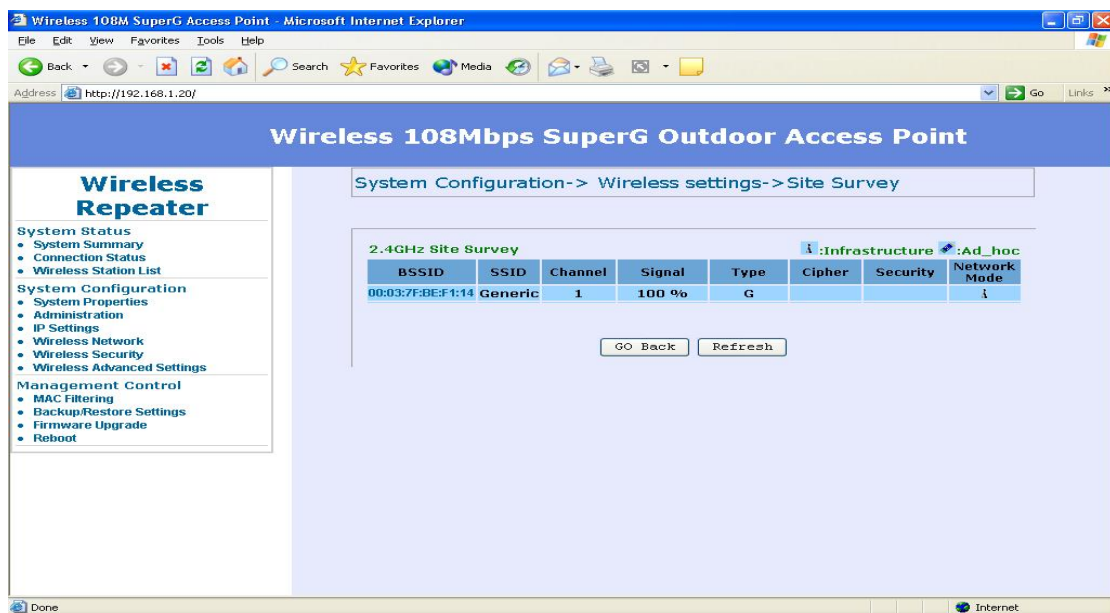 Wireless 108M SuperG Access Point - Microsoft Internet Explorer
File Edit View Favorites Tools Help
Back Search Favorites Media
Address http://192.168.1.20/ Go Links »
Wireless 108Mbps SuperG Outdoor Access Point
Wireless
Repeater
System Status
• System Summary
• Connection Status
• Wireless Station List
System Configuration
• System Properties
• Administration
• IP Settings
• Wireless Network
• Wireless Security
• Wireless Advanced Settings
Management Control
• MAC Filtering
• Backup/Restore Settings
• Firmware Upgrade
• Reboot
System Configuration-> Wireless settings->Site Survey
2.4GHz Site Survey i :Infrastructure :Ad_hoc
BSSID SSID Channel Signal Type Cipher Security Network Mode
00:03:7F:BE:F1:14 Generic 1 100 % G i
GO Back Refresh
Done Internet